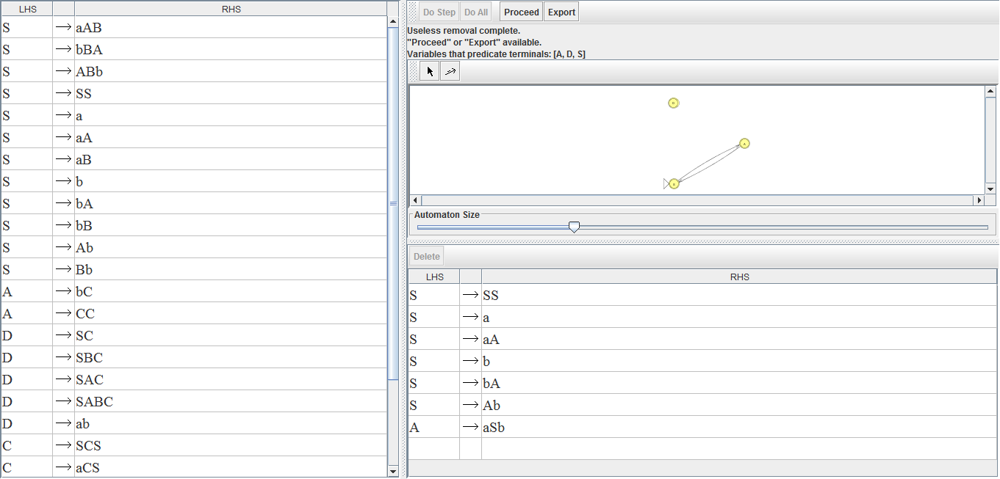 LHS RHS
S → aAB
S → bBA
S → ABb
S → SS
S → a
S → aA
S → aB
S → b
S → bA
S → bB
S → Ab
S → Bb
A → bC
A → CC
D → SC
D → SBC
D → SAC
D → SABC
D → ab
C → SCS
C → aCS
Do Step Do All Proceed Export
Useless removal complete.
"Proceed" or "Export" available.
Variables that predicate terminals: [A, D, S]
Automaton Size
Delete
LHS RHS
S → SS
S → a
S → aA
S → b
S → bA
S → Ab
A → aSb